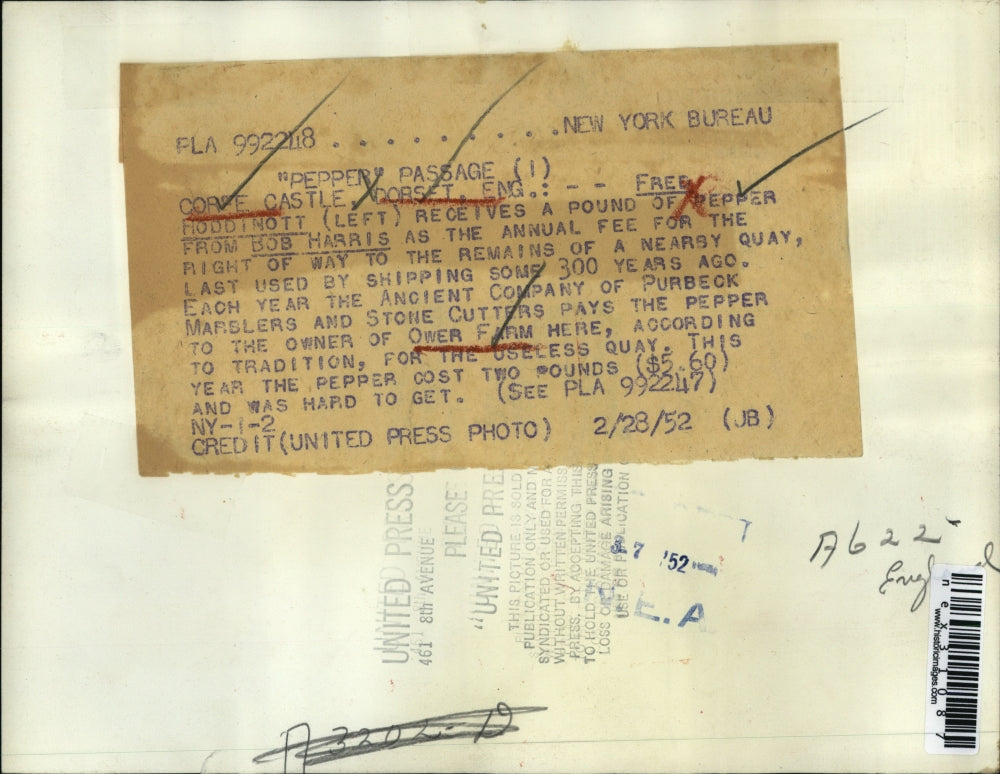 PLA 992248 . . . . . . . . . NEW YORK BUREAU
"PEPPER" PASSAGE (1)
CORVE CASTLE, DORSET, ENG.: - - FREE
HODDINOTT (LEFT) RECEIVES A POUND OF PEPPER
FROM BOB HARRIS AS THE ANNUAL FEE FOR THE
RIGHT OF WAY TO THE REMAINS OF A NEARBY QUAY,
LAST USED BY SHIPPING SOME 300 YEARS AGO.
EACH YEAR THE ANCIENT COMPANY OF PURBECK
MARBLERS AND STONE CUTTERS PAYS THE PEPPER
TO THE OWNER OF OWER FARM HERE, ACCORDING
TO TRADITION, FOR THE USELESS QUAY. THIS
YEAR THE PEPPER COST TWO POUNDS ($5.60)
AND WAS HARD TO GET. (SEE PLA 992247)
NY-1-2
CREDIT (UNITED PRESS PHOTO) 2/28/52 (JB)
UNITED PRESS
461 8th AVENUE
PLEASE
"UNITED PRE
THIS PICTURE IS SOLD
PUBLICATION ONLY AND N
SYNDICATED, OR USED FOR A
WITHOUT WRITTEN PERMISS
PRESS. BY ACCEPTING THIS
TO HOLD THE UNITED PRESS
LOSS OR DAMAGE ARISING
USE OR PUBLICATION O
7 '52
E.A
A622
England
A3202-D
nex31087
www.historicimages.com